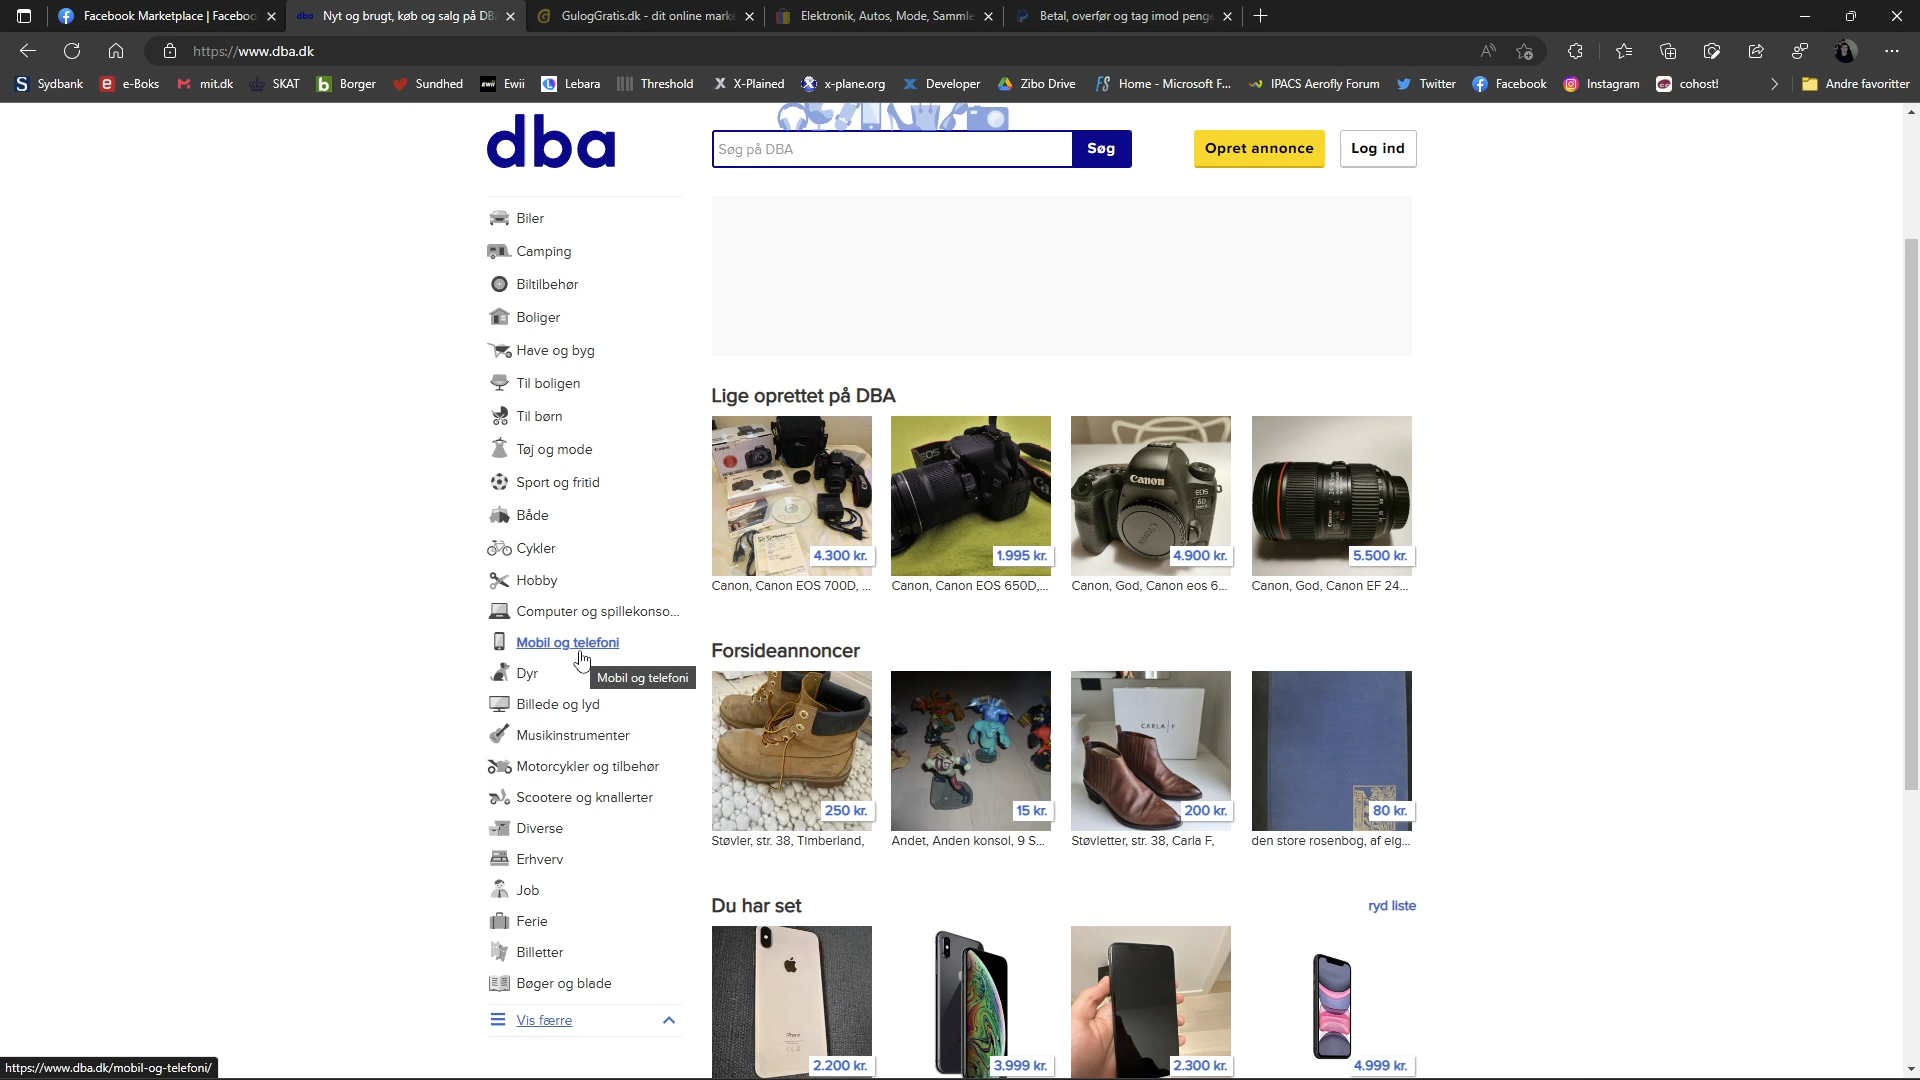 Facebook Marketplace | Faceboo
dba Nyt og brugt, køb og salg på DB
GulogGratis.dk - dit online marke
Elektronik, Autos, Mode, Sammle
Betal, overfør og tag imod penge
https://www.dba.dk
Sydbank
e-Boks
mit.dk
SKAT
Borger
Sundhed
Ewii
Lebara
Threshold
X-Plained
x-plane.org
Developer
Zibo Drive
Home - Microsoft F...
IPACS Aerofly Forum
Twitter
Facebook
Instagram
cohost!
Andre favoritter
dba
Søg på DBA
Søg
Opret annonce
Log ind
Biler
Camping
Biltilbehør
Boliger
Have og byg
Til boligen
Til børn
Tøj og mode
Sport og fritid
Både
Cykler
Hobby
Computer og spillekonso...
Mobil og telefoni
Dyr
Mobil og telefoni
Billede og lyd
Musikinstrumenter
Motorcykler og tilbehør
Scootere og knallerter
Diverse
Erhverv
Job
Ferie
Billetter
Bøger og blade
Vis færre
Lige oprettet på DBA
EOS
Canon
EOS
6D
4.300 kr.
1.995 kr.
4.900 kr.
5.500 kr.
Canon, Canon EOS 700D, ...
Canon, Canon EOS 650D,...
Canon, God, Canon eos 6...
Canon, God, Canon EF 24...
Forsideannoncer
CARLA F
250 kr.
15 kr.
200 kr.
80 kr.
Støvler, str. 38, Timberland,
Andet, Anden konsol, 9 S...
Støvletter, str. 38, Carla F,
den store rosenbog, af eig...
Du har set
ryd liste
iPhone
2.200 kr.
3.999 kr.
2.300 kr.
4.999 kr.
https://www.dba.dk/mobil-og-telefoni/